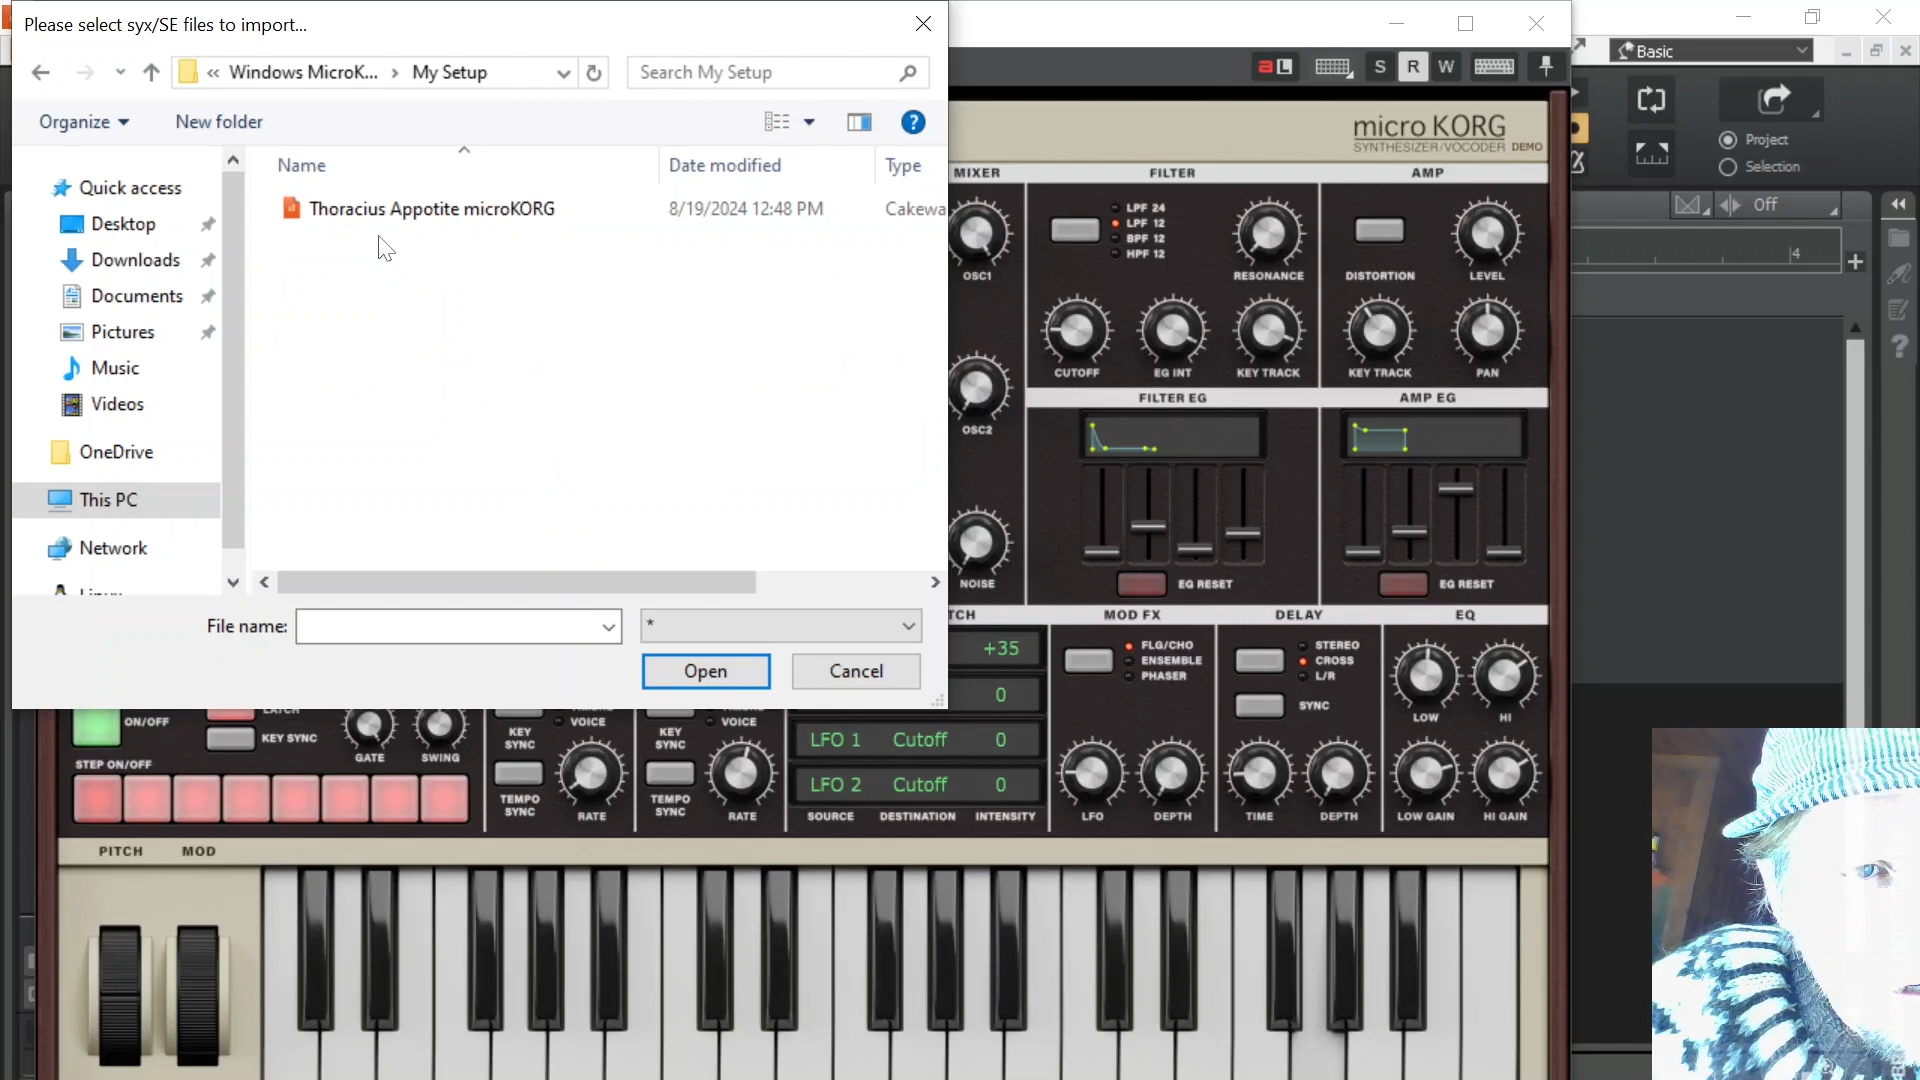 Please select syx/SE files to import...
« Windows MicroK... › My Setup
Search My Setup
Organize
New folder
Name
Date modified
Type
Quick access
Desktop
Downloads
Documents
Pictures
Music
Videos
OneDrive
This PC
Network
Thoracius Appotite microKORG
8/19/2024 12:48 PM
Cakewa
File name:
*
Open
Cancel
S
R
W
Basic
Project
Selection
Off
4
micro KORG
SYNTHESIZER/VOCODER DEMO
MIXER
FILTER
AMP
LPF 24
LPF 12
BPF 12
HPF 12
OSC1
RESONANCE
DISTORTION
LEVEL
CUTOFF
EG INT
KEY TRACK
KEY TRACK
PAN
OSC2
FILTER EG
AMP EG
NOISE
EG RESET
EG RESET
TCH
MOD FX
DELAY
EQ
+35
0
FLG/CHO
ENSEMBLE
PHASER
STEREO
CROSS
L/R
SYNC
LOW
HI
ON/OFF
LATCH
KEY SYNC
GATE
SWING
STEP ON/OFF
VOICE
KEY SYNC
TEMPO SYNC
RATE
VOICE
KEY SYNC
TEMPO SYNC
RATE
LFO 1 Cutoff 0
LFO 2 Cutoff 0
SOURCE
DESTINATION
INTENSITY
LFO
DEPTH
TIME
DEPTH
LOW GAIN
HI GAIN
PITCH
MOD